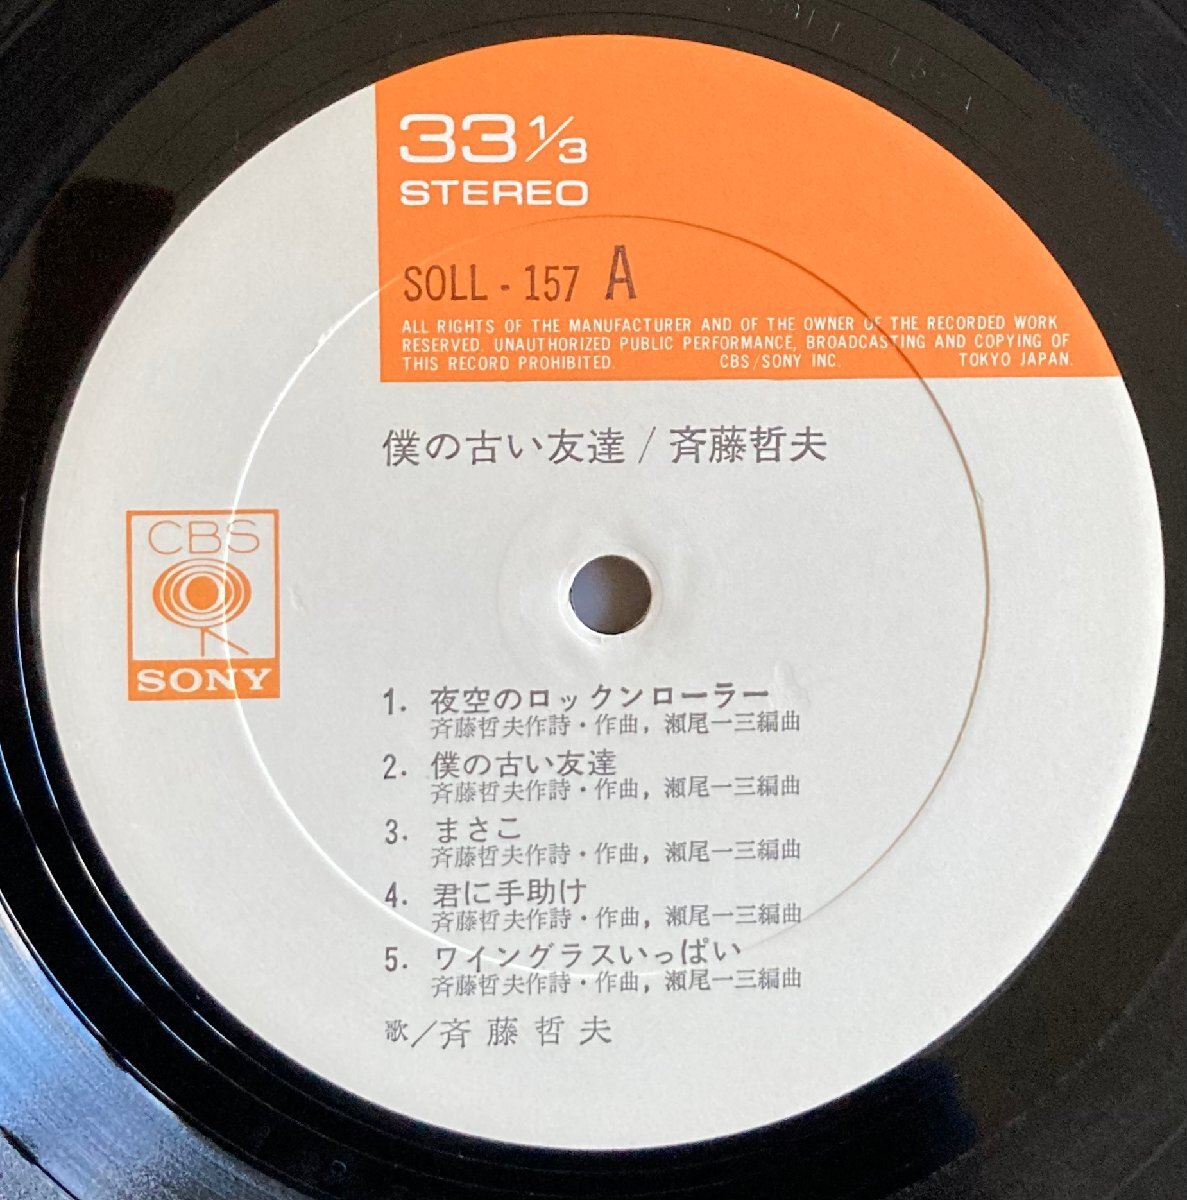 33 1/3
STEREO
SOLL - 157 A
ALL RIGHTS OF THE MANUFACTURER AND OF THE OWNER OF THE RECORDED WORK
RESERVED. UNAUTHORIZED PUBLIC PERFORMANCE, BROADCASTING AND COPYING OF
THIS RECORD PROHIBITED. CBS/SONY INC. TOKYO JAPAN.
僕の古い友達/斉藤哲夫
CBS
SONY
1. 夜空のロックンローラー
斉藤哲夫作詩・作曲, 瀬尾一三編曲
2. 僕の古い友達
斉藤哲夫作詩・作曲, 瀬尾一三編曲
3. まさこ
斉藤哲夫作詩・作曲, 瀬尾一三編曲
4. 君に手助け
斉藤哲夫作詩・作曲, 瀬尾一三編曲
5. ワイングラスいっぱい
斉藤哲夫作詩・作曲, 瀬尾一三編曲
歌/斉藤哲夫